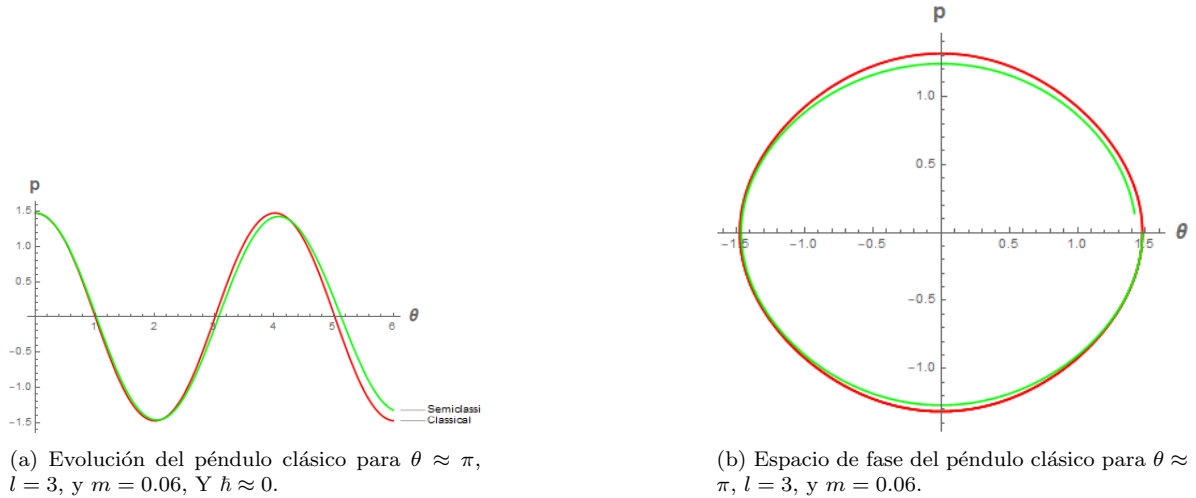 p
1.5
1.0
0.5
-0.5
-1.0
-1.5
1 2 3 4 5 6 θ
Semiclassi
Classical
(a) Evolución del péndulo clásico para θ ≈ π,
l = 3, y m = 0.06, Y ℏ ≈ 0.
p
1.0
0.5
-1.5 -1.0 -0.5 0.5 1.0 1.5 θ
-0.5
-1.0
(b) Espacio de fase del péndulo clásico para θ ≈
π, l = 3, y m = 0.06.